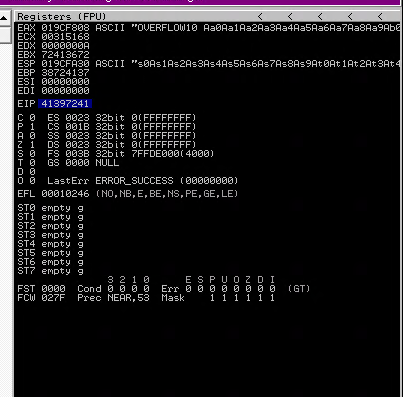 Registers (FPU) < < < < <
EAX 019CF808 ASCII "OVERFLOW10 Aa0Aa1Aa2Aa3Aa4Aa5Aa6Aa7Aa8Aa9Ab0
ECX 00315168
EDX 0000000A
EBX 72413672
ESP 019CFA30 ASCII "s0As1As2As3As4As5As6As7As8As9At0At1At2At3At4
EBP 38724137
ESI 00000000
EDI 00000000
EIP 41397241
C 0 ES 0023 32bit 0(FFFFFFFF)
P 1 CS 001B 32bit 0(FFFFFFFF)
A 0 SS 0023 32bit 0(FFFFFFFF)
Z 1 DS 0023 32bit 0(FFFFFFFF)
S 0 FS 003B 32bit 7FFDE000(4000)
T 0 GS 0000 NULL
D 0
O 0 LastErr ERROR_SUCCESS (00000000)
EFL 00010246 (NO,NB,E,BE,NS,PE,GE,LE)
ST0 empty g
ST1 empty g
ST2 empty g
ST3 empty g
ST4 empty g
ST5 empty g
ST6 empty g
ST7 empty g
3 2 1 0 E S P U O Z D I
FST 0000 Cond 0 0 0 0 Err 0 0 0 0 0 0 0 0 (GT)
FCW 027F Prec NEAR,53 Mask 1 1 1 1 1 1